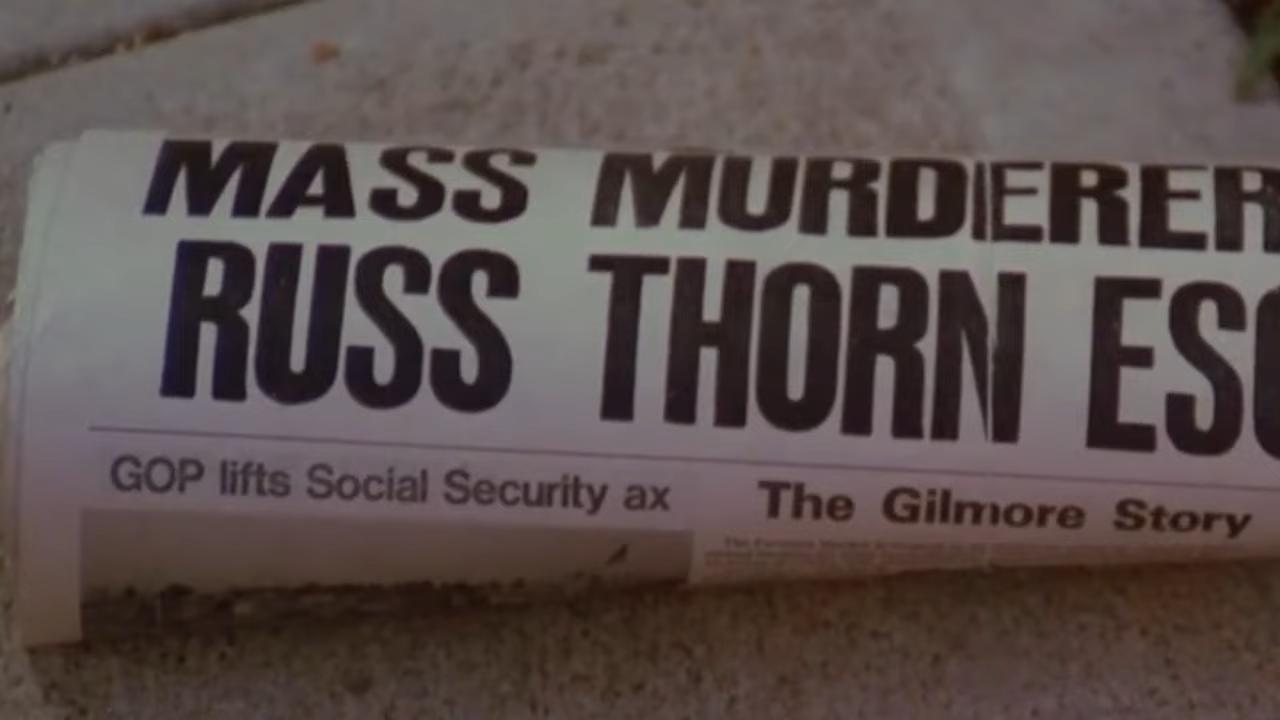 MASS MURDERER
RUSS THORN ESC
GOP lifts Social Security ax
The Gilmore Story